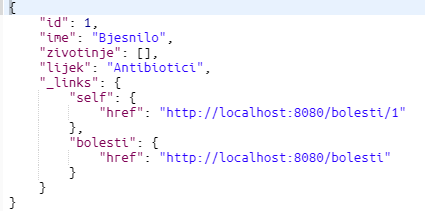 {
"id": 1,
"ime": "Bjesnilo",
"zivotinje": [],
"lijek": "Antibiotici",
"_links": {
"self": {
"href": "http://localhost:8080/bolesti/1"
},
"bolesti": {
"href": "http://localhost:8080/bolesti"
}
}
}